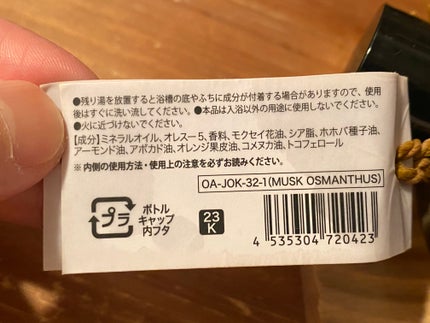 ●残り湯を放置すると浴槽の底やふちに成分が付着する場合がありますので、使用
後はすぐに洗い流してください。●本品は入浴以外の用途に使用しないでください。
●火に近づけないでください。
【成分】ミネラルオイル、オレス－5、香料、モクセイ花油、シア脂、ホホバ種子油、
アーモンド油、アボカド油、オレンジ果皮油、コメヌカ油、トコフェロール
※ 内側の使用方法・使用上の注意を必ずお読みください。
OA-JOK-32-1(MUSK OSMANTHUS)
プラ
ボトル
キャップ
内フタ
23
K
4 535304 720423